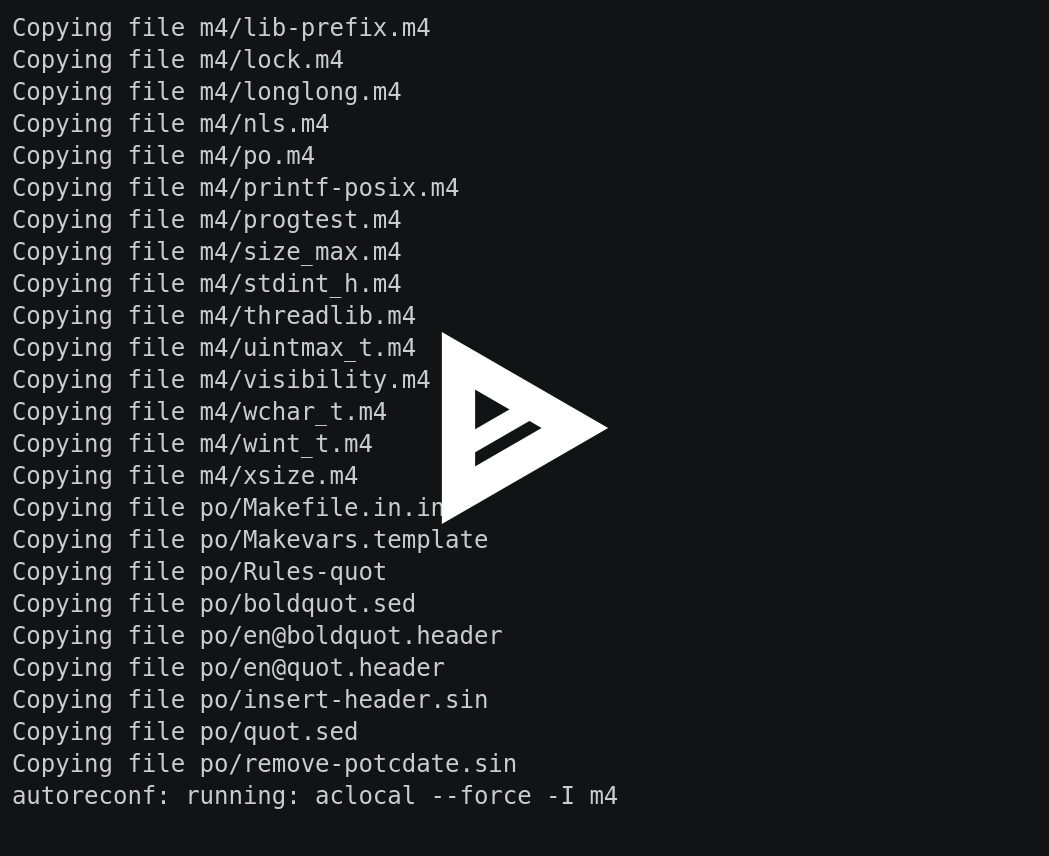 Copying file m4/lib-prefix.m4
Copying file m4/lock.m4
Copying file m4/longlong.m4
Copying file m4/nls.m4
Copying file m4/po.m4
Copying file m4/printf-posix.m4
Copying file m4/progtest.m4
Copying file m4/size_max.m4
Copying file m4/stdint_h.m4
Copying file m4/threadlib.m4
Copying file m4/uintmax_t.m4
Copying file m4/visibility.m4
Copying file m4/wchar_t.m4
Copying file m4/wint_t.m4
Copying file m4/xsize.m4
Copying file po/Makefile.in.in
Copying file po/Makevars.template
Copying file po/Rules-quot
Copying file po/boldquot.sed
Copying file po/en@boldquot.header
Copying file po/en@quot.header
Copying file po/insert-header.sin
Copying file po/quot.sed
Copying file po/remove-potcdate.sin
autoreconf: running: aclocal --force -I m4